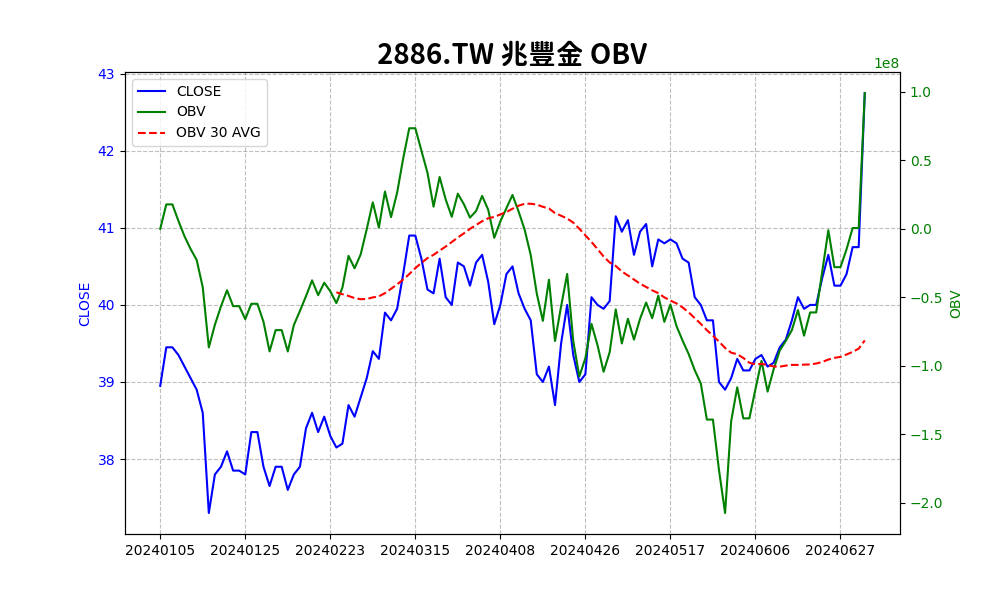 2886.TW 兆豐金 OBV
1e8
CLOSE
OBV
OBV 30 AVG
43
42
41
40
39
38
CLOSE
1.0
0.5
0.0
−0.5
−1.0
−1.5
−2.0
OBV
20240105 20240125 20240223 20240315 20240408 20240426 20240517 20240606 20240627